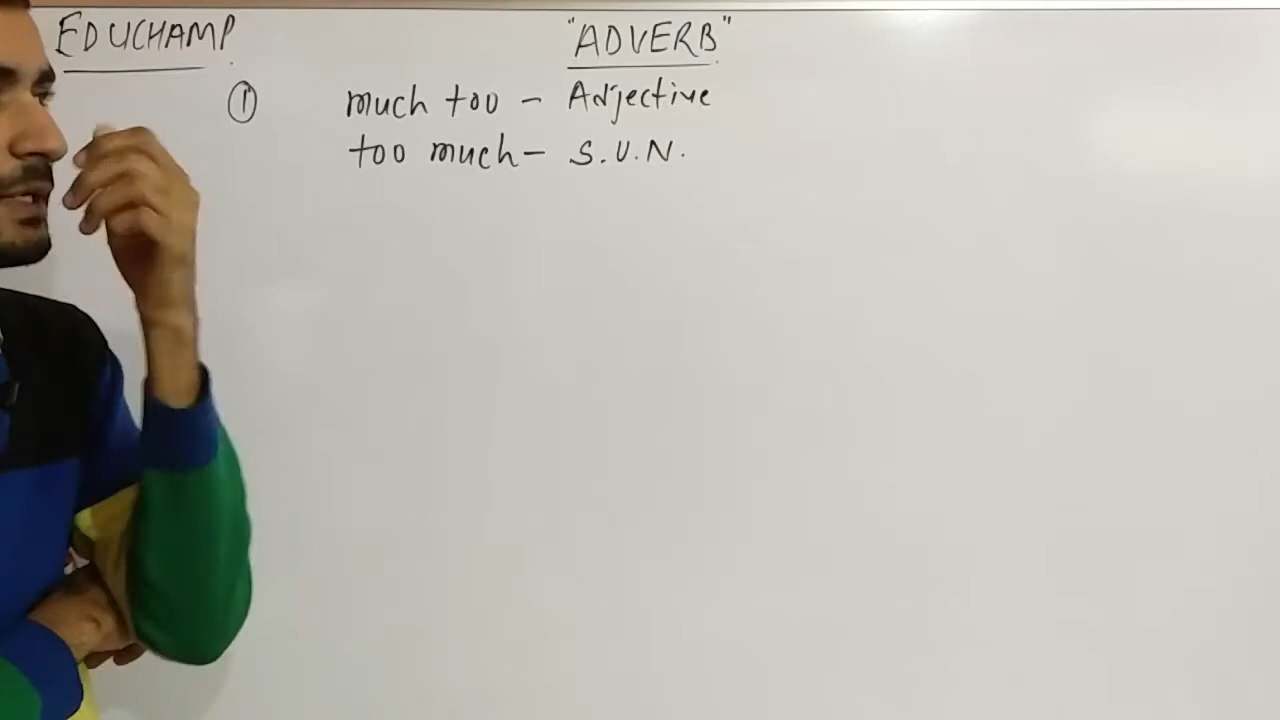 EDUCHAMP.
"ADVERB"
① much too - Adjective
too much - S.U.N.